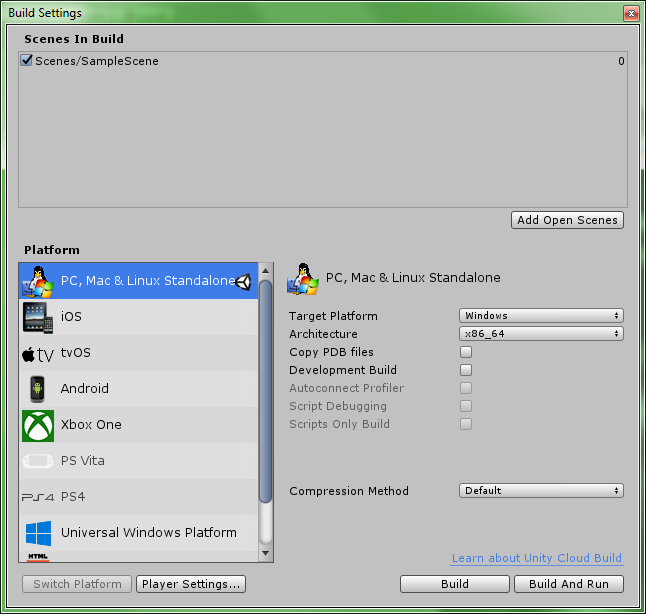 Build Settings
Scenes In Build
Scenes/SampleScene 0
Add Open Scenes
Platform
PC, Mac & Linux Standalone
iOS
tv tvOS
Android
Xbox One
PS Vita
PS4 PS4
Universal Windows Platform
HTML
PC, Mac & Linux Standalone
Target Platform Windows
Architecture x86_64
Copy PDB files
Development Build
Autoconnect Profiler
Script Debugging
Scripts Only Build
Compression Method Default
Learn about Unity Cloud Build
Switch Platform Player Settings... Build Build And Run